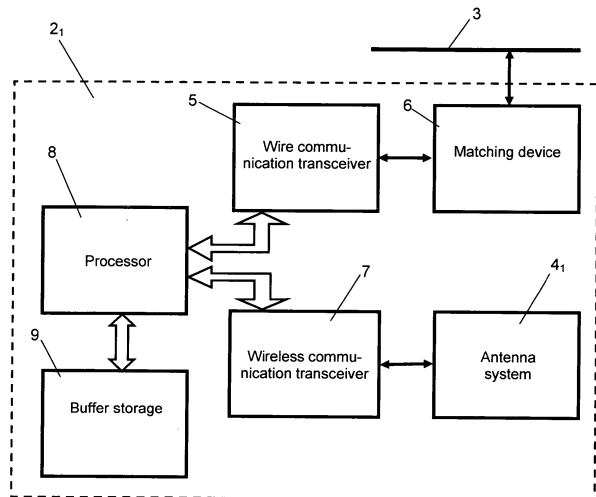 2₁
3
5
6
Wire commu-
nication transceiver
Matching device
8
Processor
7
4₁
Wireless commu-
nication transceiver
Antenna
system
9
Buffer storage